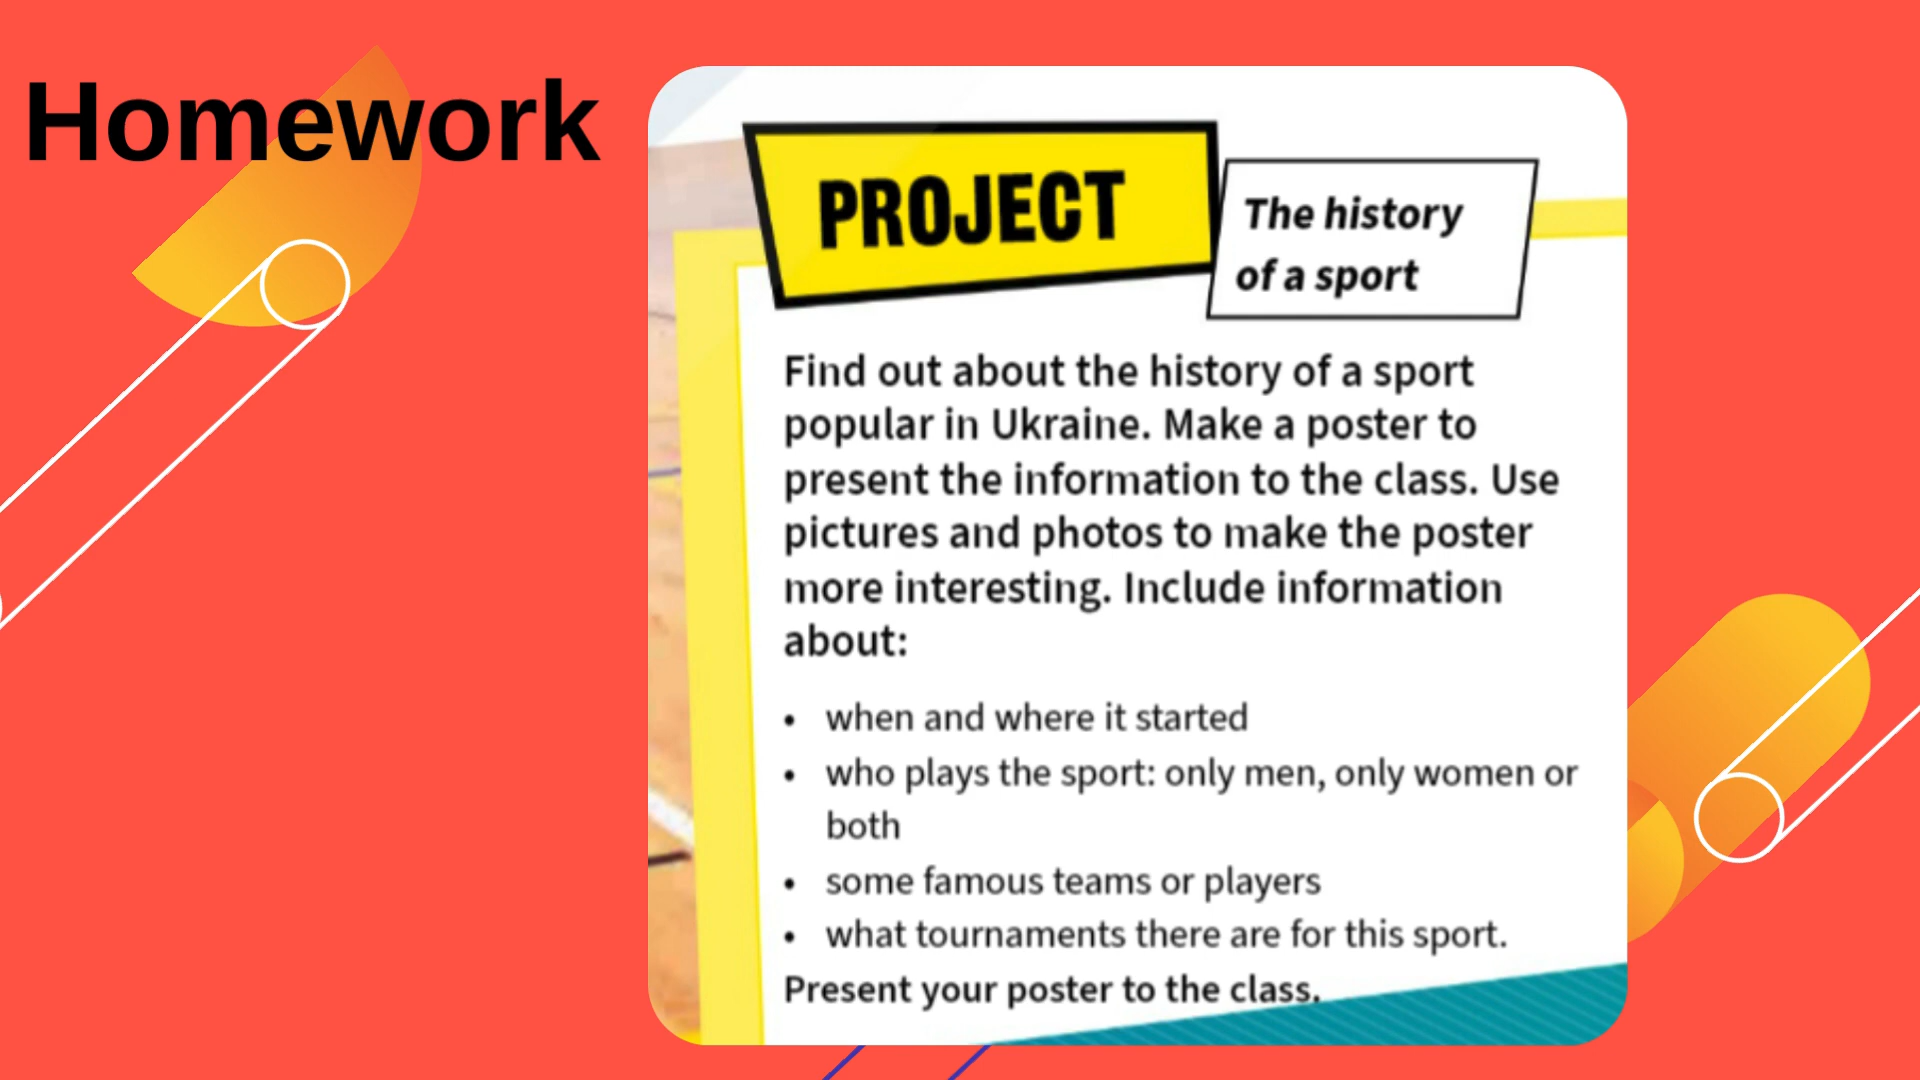 Homework
PROJECT
The history
of a sport
Find out about the history of a sport
popular in Ukraine. Make a poster to
present the information to the class. Use
pictures and photos to make the poster
more interesting. Include information
about:
• when and where it started
• who plays the sport: only men, only women or
both
• some famous teams or players
• what tournaments there are for this sport.
Present your poster to the class.